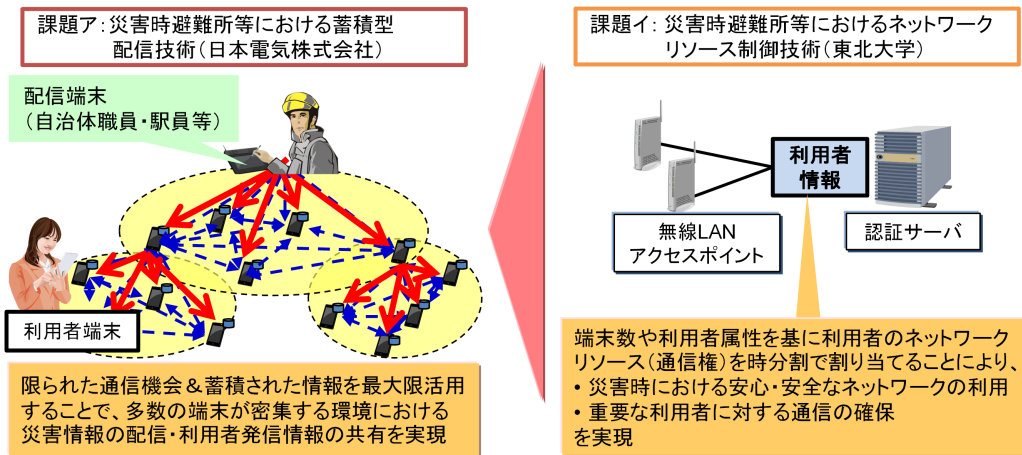 課題ア：災害時避難所等における蓄積型
配信技術（日本電気株式会社）
配信端末
（自治体職員・駅員等）
利用者端末
限られた通信機会＆蓄積された情報を最大限活用
することで、多数の端末が密集する環境における
災害情報の配信・利用者発信情報の共有を実現
課題イ：災害時避難所等におけるネットワーク
リソース制御技術（東北大学）
利用者
情報
無線LAN
アクセスポイント
認証サーバ
端末数や利用者属性を基に利用者のネットワーク
リソース（通信権）を時分割で割り当てることにより、
• 災害時における安心・安全なネットワークの利用
• 重要な利用者に対する通信の確保
を実現